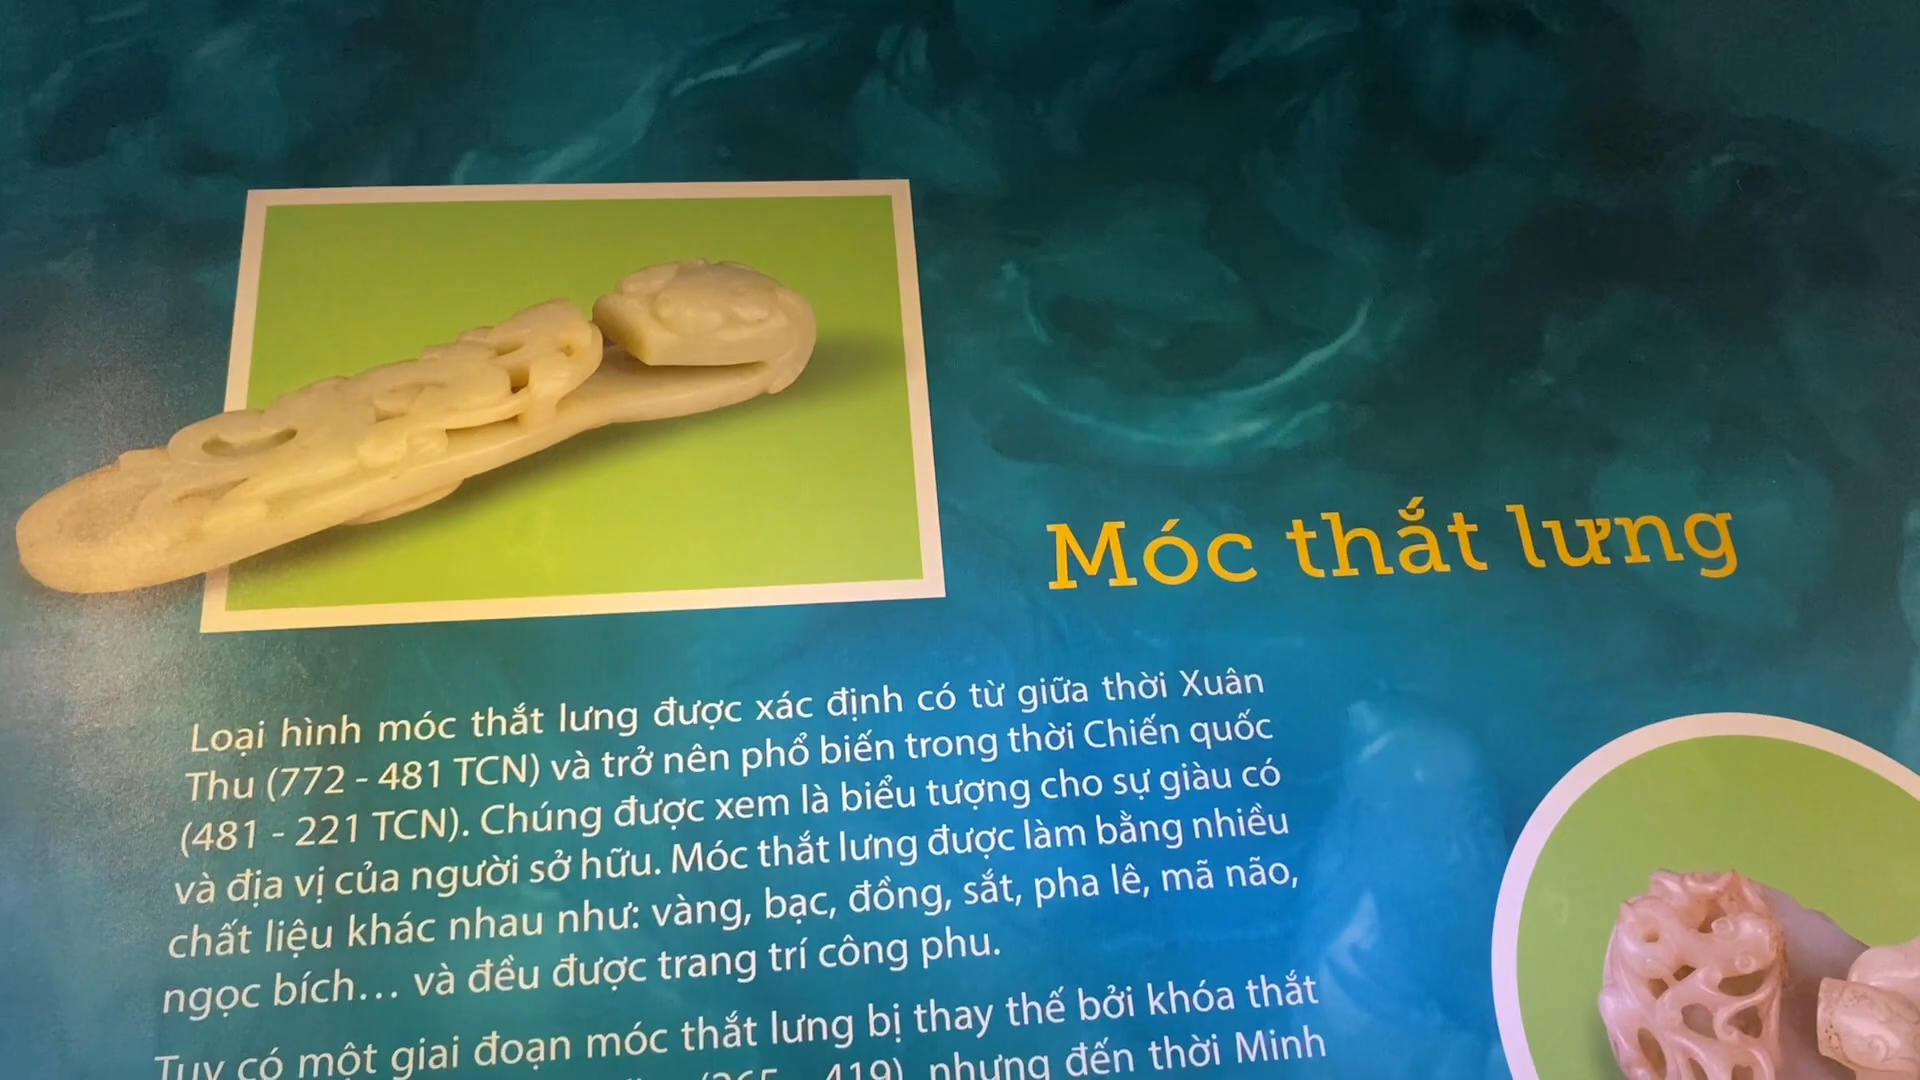 Móc thắt lưng
Loại hình móc thắt lưng được xác định có từ giữa thời Xuân
Thu (772 - 481 TCN) và trở nên phổ biến trong thời Chiến quốc
(481 - 221 TCN). Chúng được xem là biểu tượng cho sự giàu có
và địa vị của người sở hữu. Móc thắt lưng được làm bằng nhiều
chất liệu khác nhau như: vàng, bạc, đồng, sắt, pha lê, mã não,
ngọc bích... và đều được trang trí công phu.
Tuy có một giai đoạn móc thắt lưng bị thay thế bởi khóa thắt
419), nhưng đến thời Minh